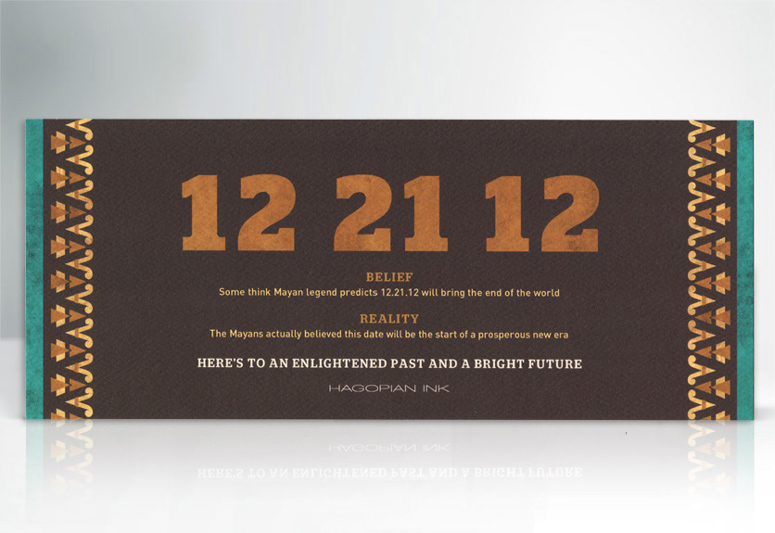 12 21 12
BELIEF
Some think Mayan legend predicts 12.21.12 will bring the end of the world
REALITY
The Mayans actually believed this date will be the start of a prosperous new era
HERE'S TO AN ENLIGHTENED PAST AND A BRIGHT FUTURE
HAGOPIAN INK